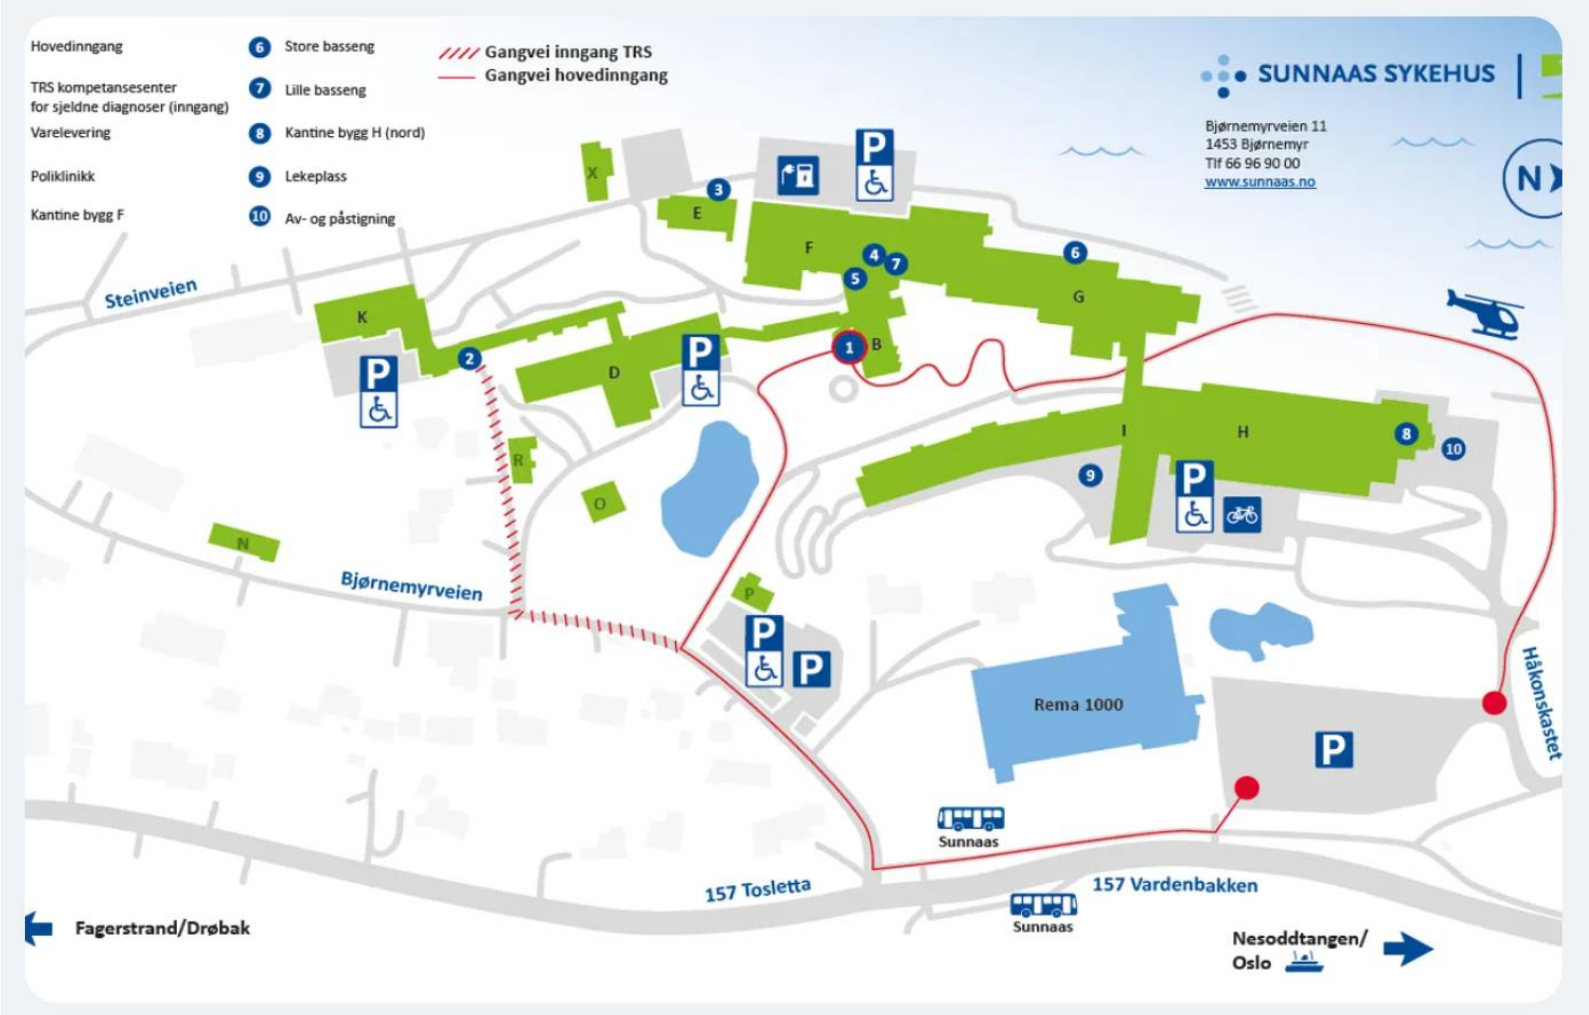 Hovedinngang
TRS kompetansesenter
for sjeldne diagnoser (inngang)
Varelevering
Poliklinikk
Kantine bygg F
6 Store basseng
7 Lille basseng
8 Kantine bygg H (nord)
9 Lekeplass
10 Av- og påstigning
Gangvei inngang TRS
Gangvei hovedinngang
SUNNAAS SYKEHUS
Bjørnemyrveien 11
1453 Bjørnemyr
Tlf 66 96 90 00
www.sunnaas.no
N
X
P
3
E
F
4
7
5
6
G
Steinveien
K
2
P
D
P
1
B
I
H
8
10
9
P
R
O
N
Bjørnemyrveien
P
P
P
Rema 1000
Håkonskastet
P
Sunnaas
157 Tosletta
157 Vardenbakken
Sunnaas
Fagerstrand/Drøbak
Nesoddtangen/
Oslo